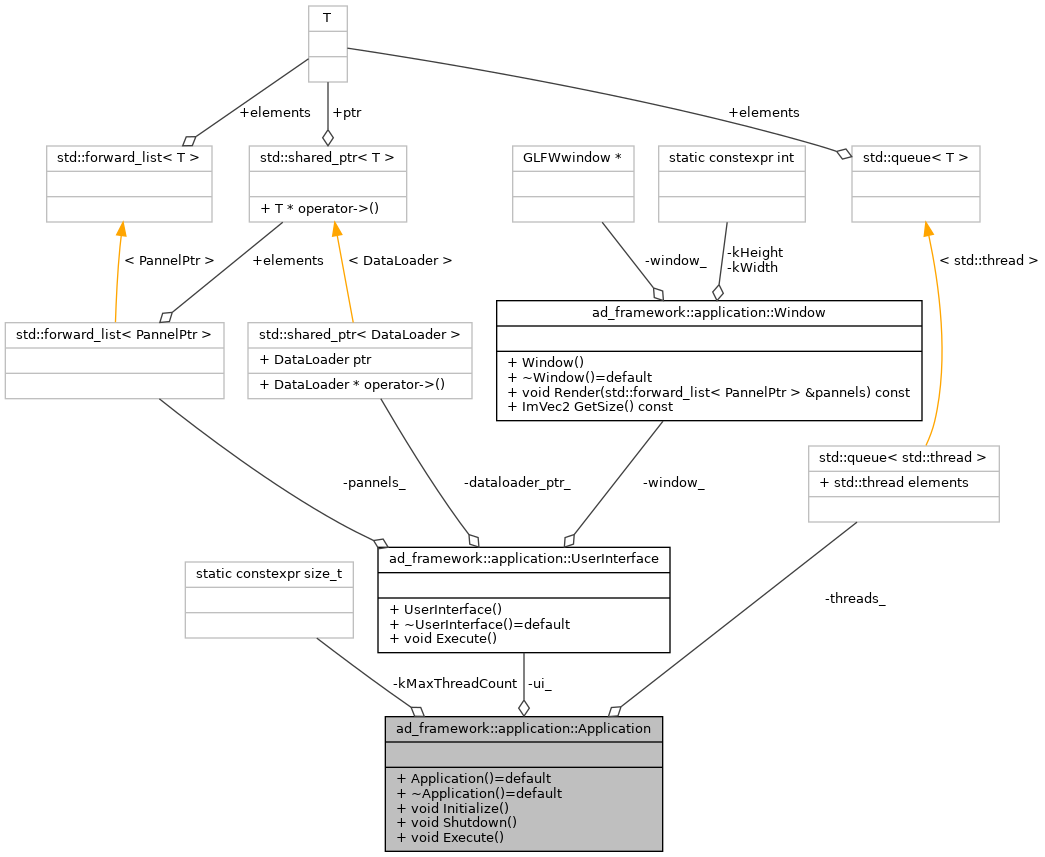 T
+elements
+ptr
+elements
std::forward_list< T >
std::shared_ptr< T >
+ T * operator->()
GLFWwindow *
static constexpr int
std::queue< T >
< PannelPtr >
+elements
< DataLoader >
-window_
-kHeight
-kWidth
< std::thread >
std::forward_list< PannelPtr >
std::shared_ptr< DataLoader >
+ DataLoader ptr
+ DataLoader * operator->()
ad_framework::application::Window
+ Window()
+ ~Window()=default
+ void Render(std::forward_list< PannelPtr > &pannels) const
+ ImVec2 GetSize() const
std::queue< std::thread >
+ std::thread elements
-pannels_
-dataloader_ptr_
-window_
static constexpr size_t
ad_framework::application::UserInterface
+ UserInterface()
+ ~UserInterface()=default
+ void Execute()
-threads_
-kMaxThreadCount
-ui_
ad_framework::application::Application
+ Application()=default
+ ~Application()=default
+ void Initialize()
+ void Shutdown()
+ void Execute()